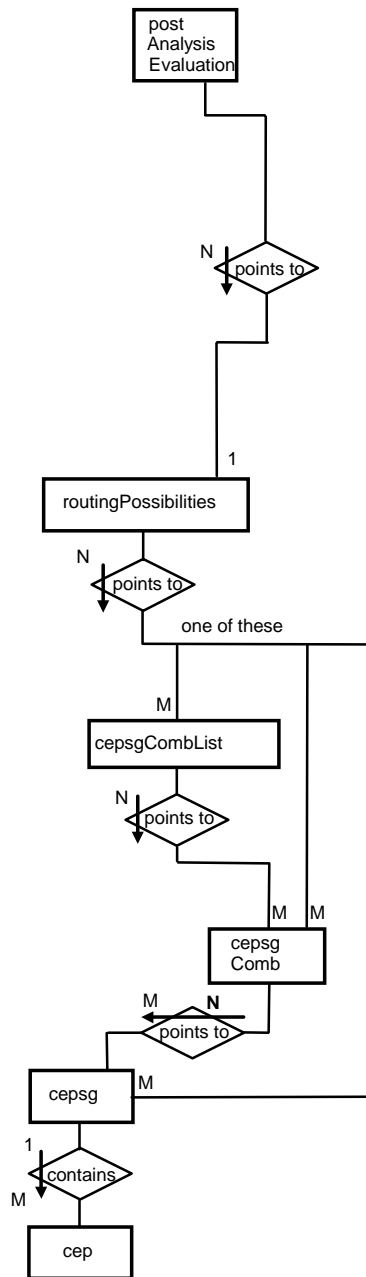 post
Analysis
Evaluation
N
points to
1
routingPossibilities
N
points to
one of these
M
cepsgCombList
N
points to
M
M
cepsg
Comb
M
N
points to
cepsg
M
1
contains
M
cep